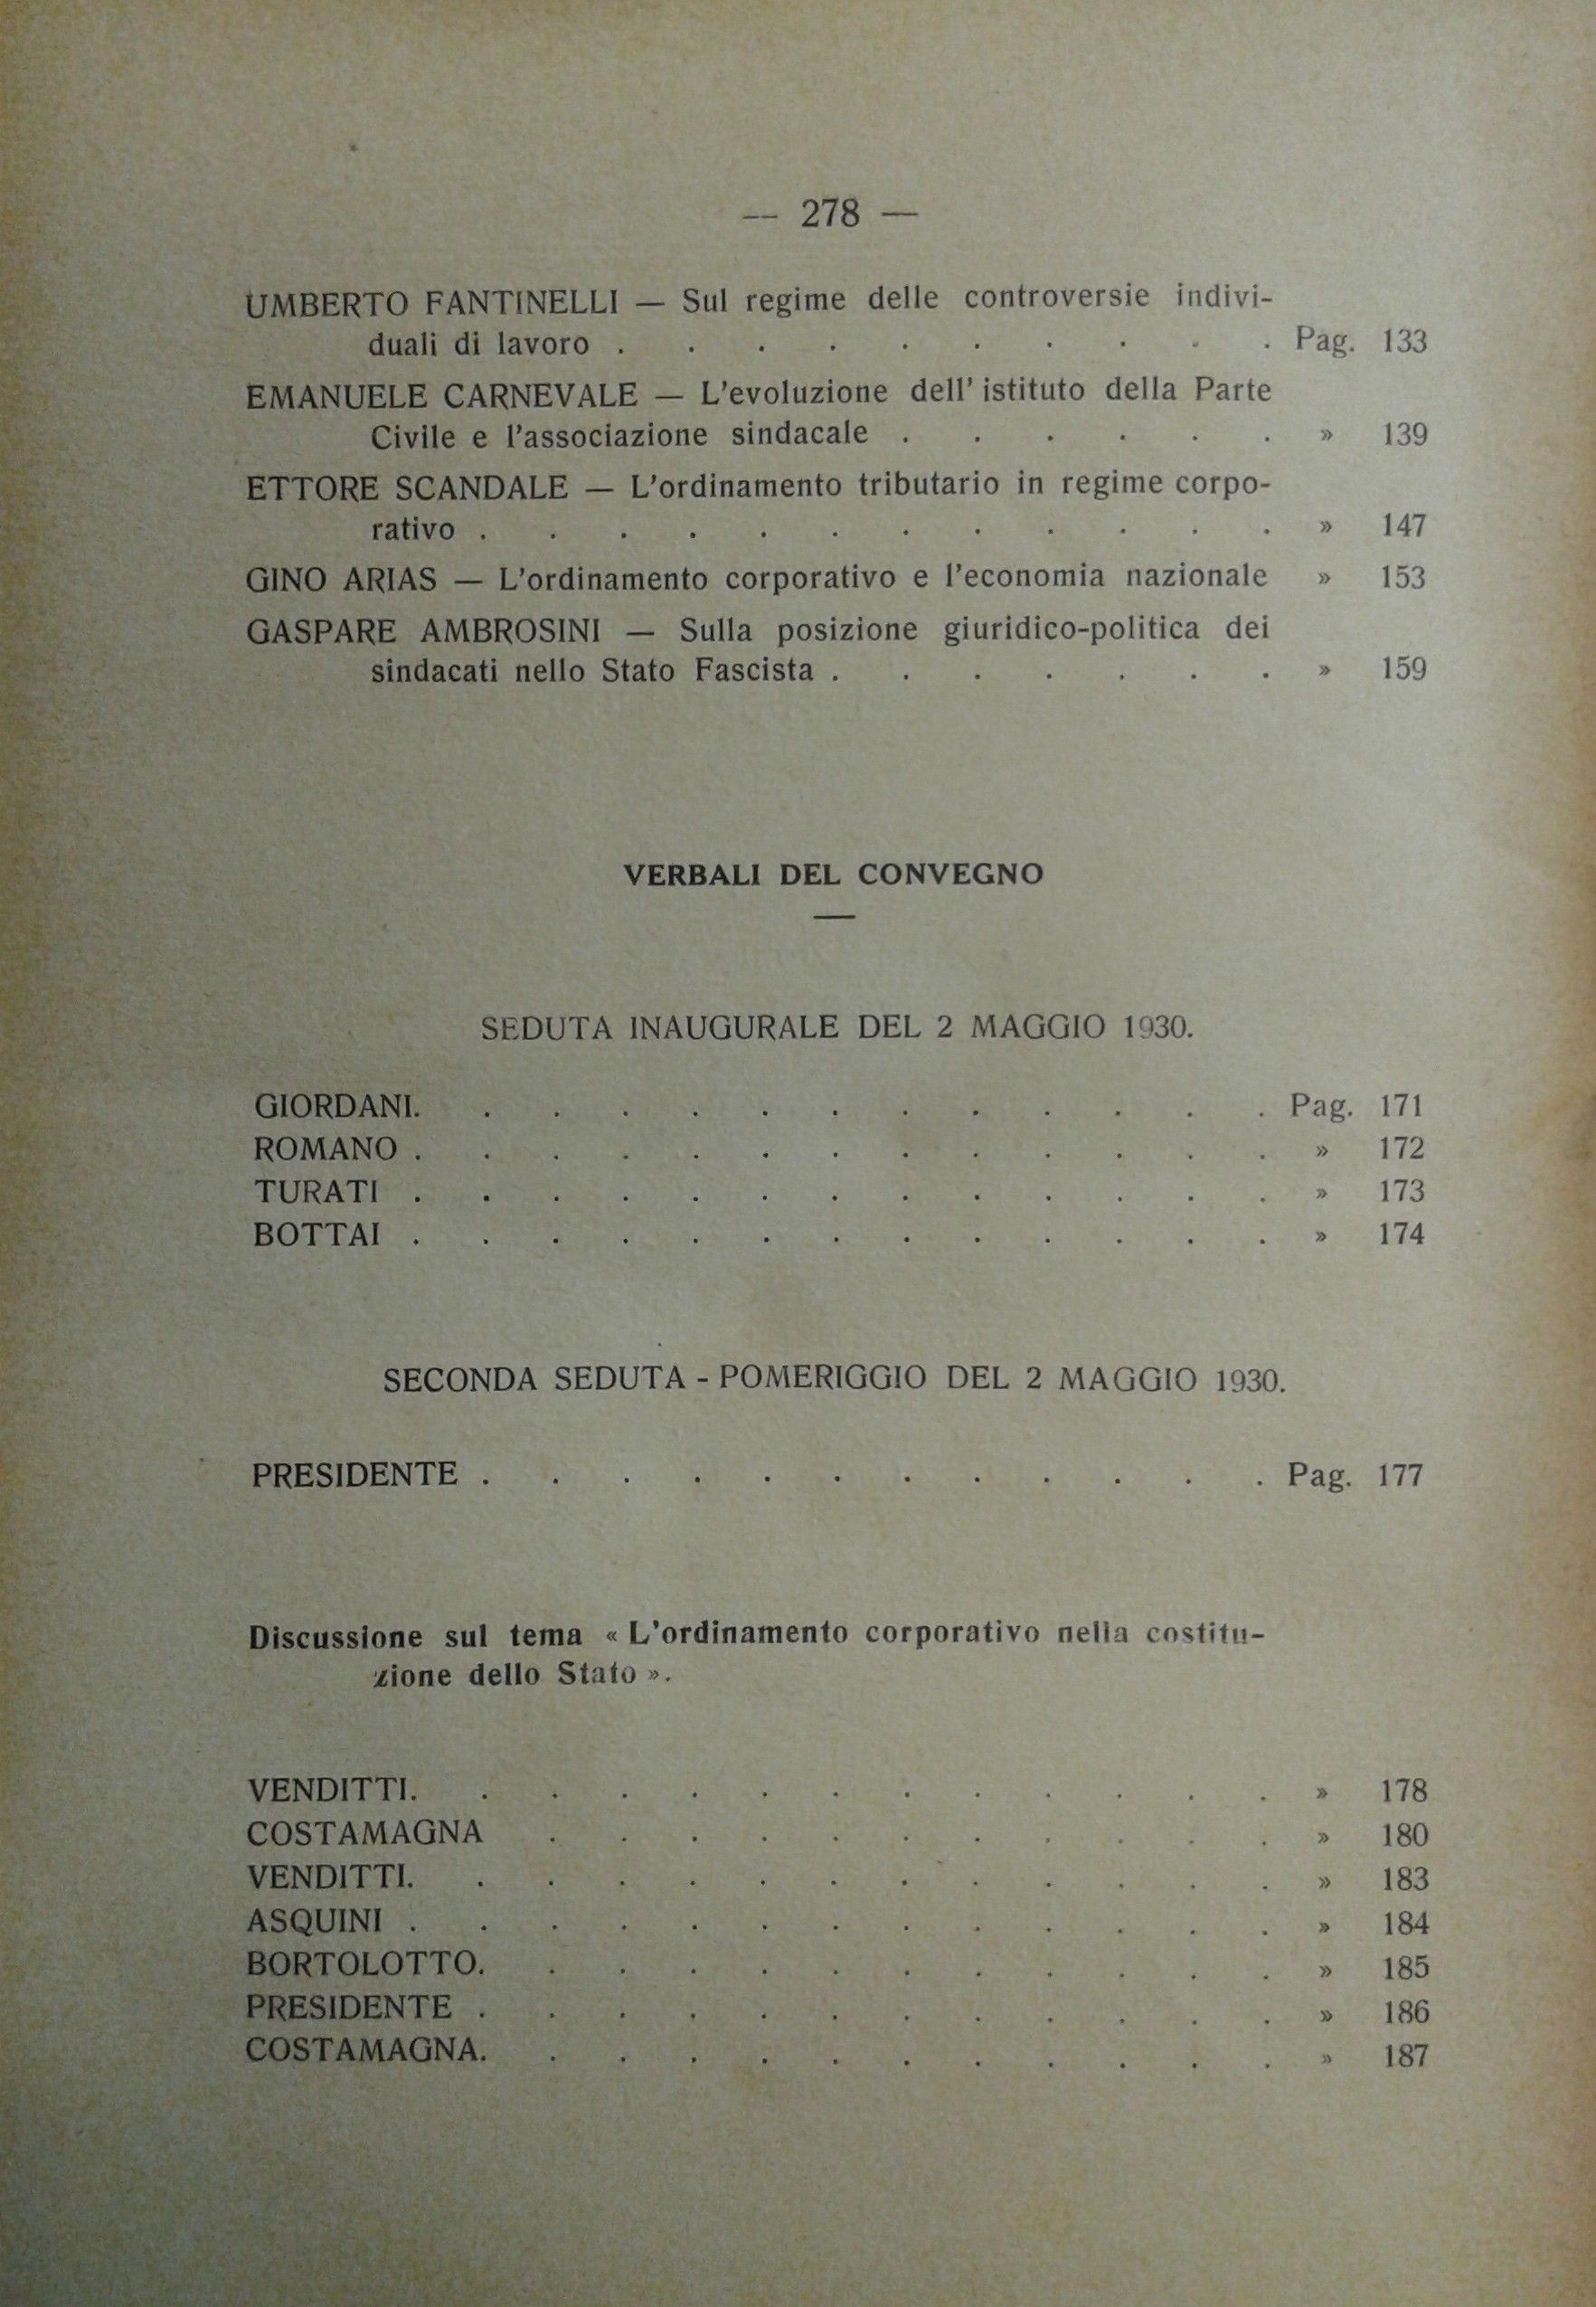 — 278 —
UMBERTO FANTINELLI — Sul regime delle controversie indivi-
duali di lavoro . . . . . . . . . . Pag. 133
EMANUELE CARNEVALE — L'evoluzione dell' istituto della Parte
Civile e l'associazione sindacale . . . . . . » 139
ETTORE SCANDALE — L'ordinamento tributario in regime corpo-
rativo . . . . . . . . . . . . » 147
GINO ARIAS — L'ordinamento corporativo e l'economia nazionale » 153
GASPARE AMBROSINI — Sulla posizione giuridico-politica dei
sindacati nello Stato Fascista . . . . . . . » 159
VERBALI DEL CONVEGNO
SEDUTA INAUGURALE DEL 2 MAGGIO 1930.
GIORDANI. . . . . . . . . . . . . Pag. 171
ROMANO . . . . . . . . . . . . . » 172
TURATI . . . . . . . . . . . . . » 173
BOTTAI . . . . . . . . . . . . . » 174
SECONDA SEDUTA - POMERIGGIO DEL 2 MAGGIO 1930.
PRESIDENTE . . . . . . . . . . . . Pag. 177
Discussione sul tema « L'ordinamento corporativo nella costitu-
zione dello Stato ».
VENDITTI. . . . . . . . . . . . . » 178
COSTAMAGNA . . . . . . . . . . . » 180
VENDITTI. . . . . . . . . . . . . » 183
ASQUINI . . . . . . . . . . . . . » 184
BORTOLOTTO. . . . . . . . . . . . » 185
PRESIDENTE . . . . . . . . . . . . » 186
COSTAMAGNA. . . . . . . . . . . . » 187